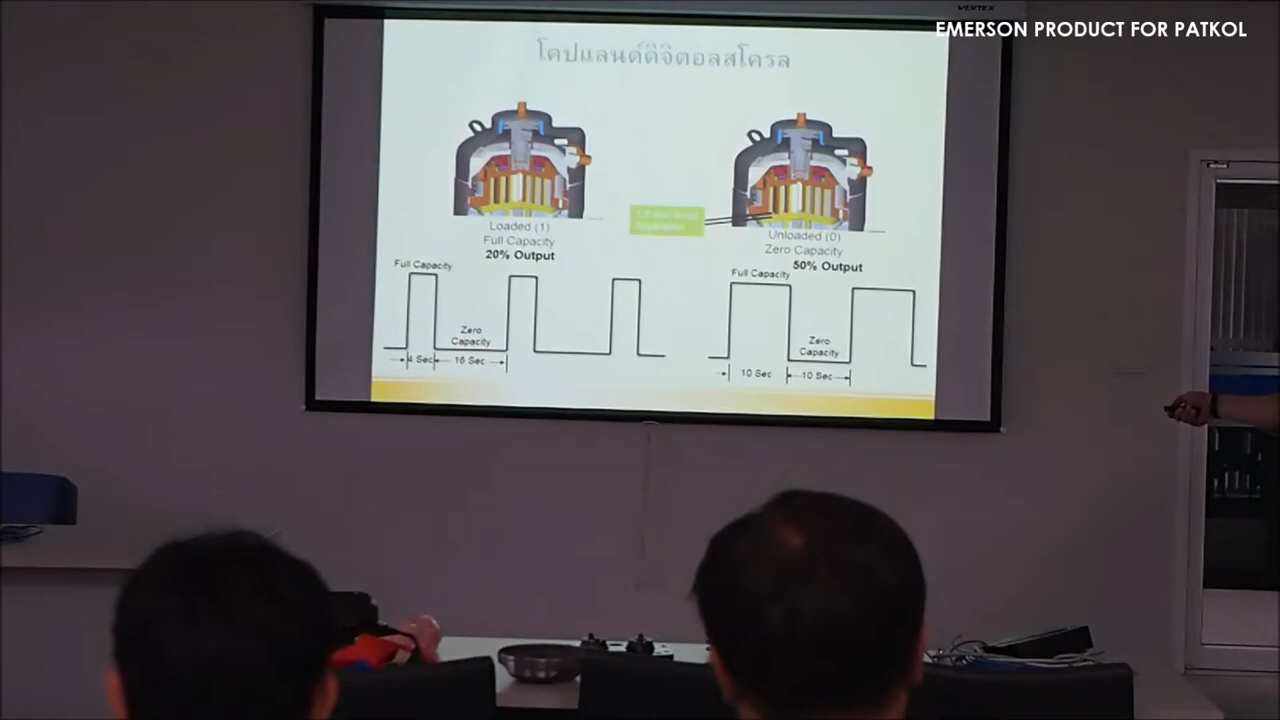 VERTEX
EMERSON PRODUCT FOR PATKOL
โคปแลนด์ดิจิตอลสโครล
Loaded (1)
Full Capacity
20% Output
Unloaded (0)
Zero Capacity
50% Output
Full Capacity
Zero
Capacity
4 Sec
16 Sec
Full Capacity
Zero
Capacity
10 Sec
10 Sec